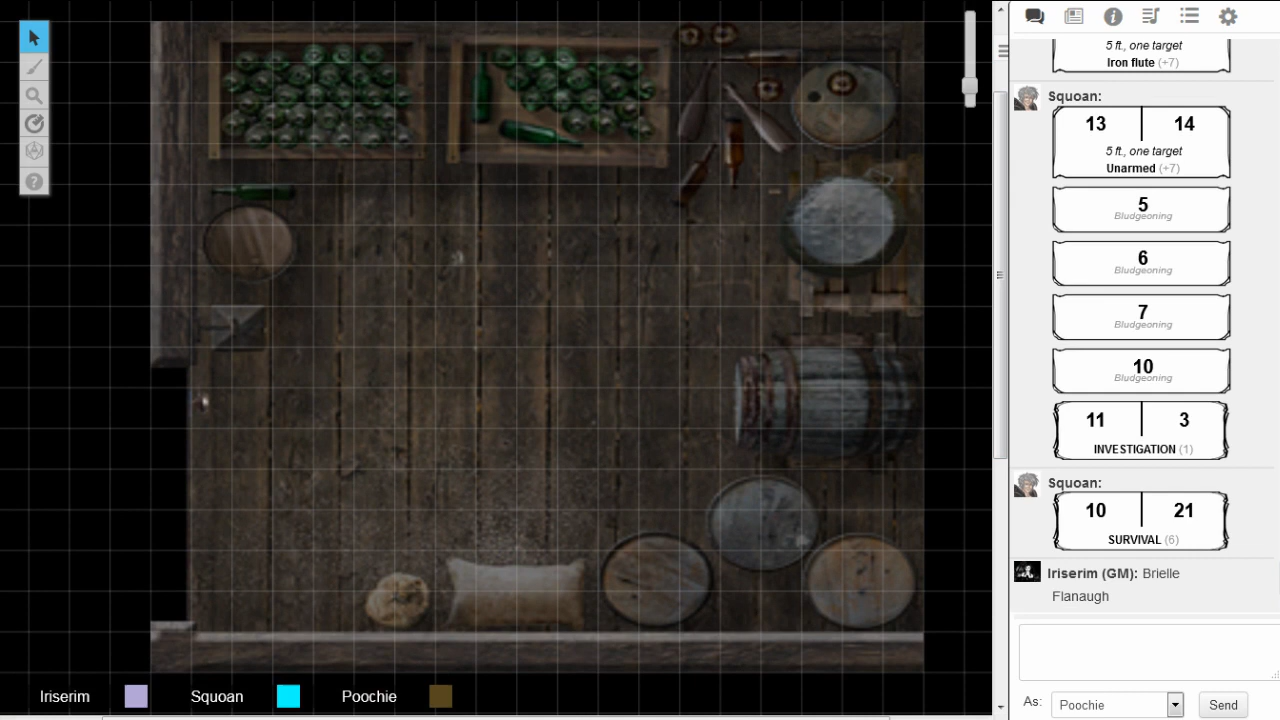 5 ft., one target
Iron flute (+7)
Squoan:
13 14
5 ft., one target
Unarmed (+7)
5
Bludgeoning
6
Bludgeoning
7
Bludgeoning
10
Bludgeoning
11 3
INVESTIGATION (1)
Squoan:
10 21
SURVIVAL (6)
Iriserim (GM): Brielle
Flanaugh
As: Poochie Send
Iriserim Squoan Poochie